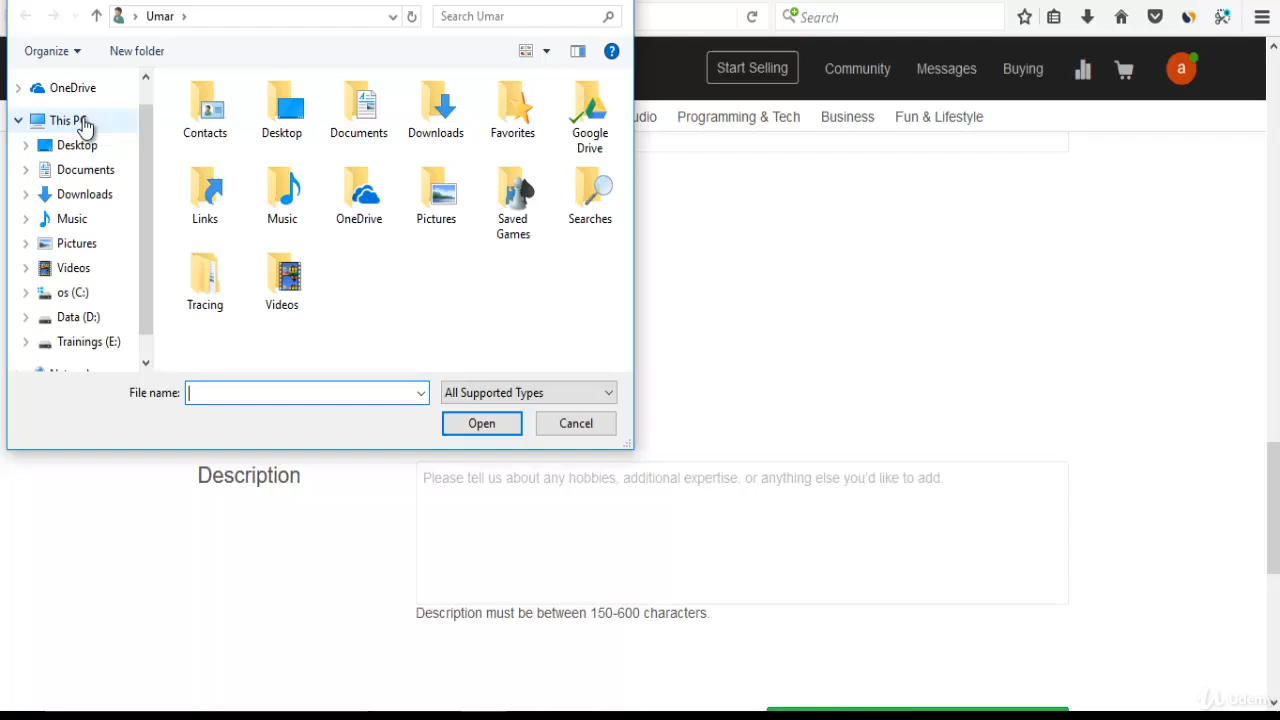 Umar
Search Umar
Search
Organize
New folder
OneDrive
This PC
Desktop
Documents
Downloads
Music
Pictures
Videos
os (C:)
Data (D:)
Trainings (E:)
Contacts
Desktop
Documents
Downloads
Favorites
Google
Drive
Links
Music
OneDrive
Pictures
Saved
Games
Searches
Tracing
Videos
File name:
All Supported Types
Open
Cancel
Start Selling
Community
Messages
Buying
a
Programming & Tech
Business
Fun & Lifestyle
Description
Please tell us about any hobbies, additional expertise, or anything else you'd like to add.
Description must be between 150-600 characters.
Udemy